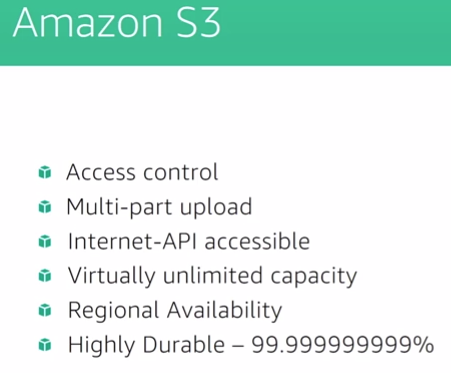 Amazon S3
Access control
Multi-part upload
Internet-API accessible
Virtually unlimited capacity
Regional Availability
Highly Durable – 99.999999999%